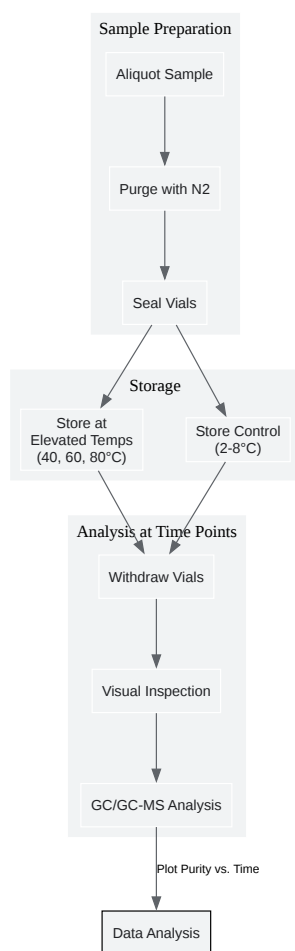 Sample Preparation
Aliquot Sample
Purge with N2
Seal Vials
Storage
Store at
Elevated Temps
(40, 60, 80°C)
Store Control
(2-8°C)
Analysis at Time Points
Withdraw Vials
Visual Inspection
GC/GC-MS Analysis
Plot Purity vs. Time
Data Analysis